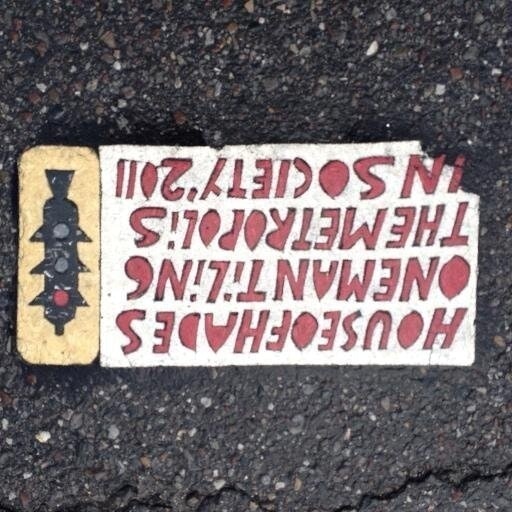 HOUSEOFHADES
ONEMANTiLiNG
THEMETROPOLiS
iN SOCIETY'2011